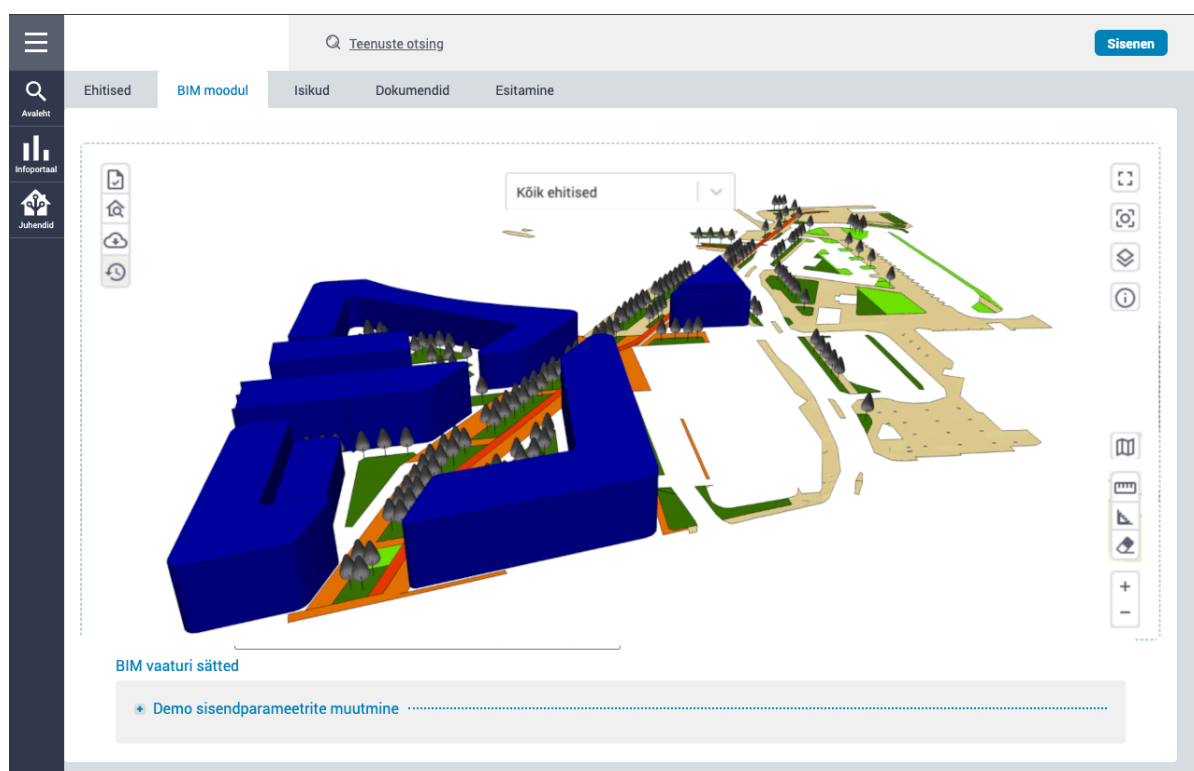 Teenuste otsing
Sisenen
Avaleht
Infoportaal
Juhendid
Ehitised
BIM moodul
Isikud
Dokumendid
Esitamine
Kõik ehitised
BIM vaaturi sätted
Demo sisendparameetrite muutmine